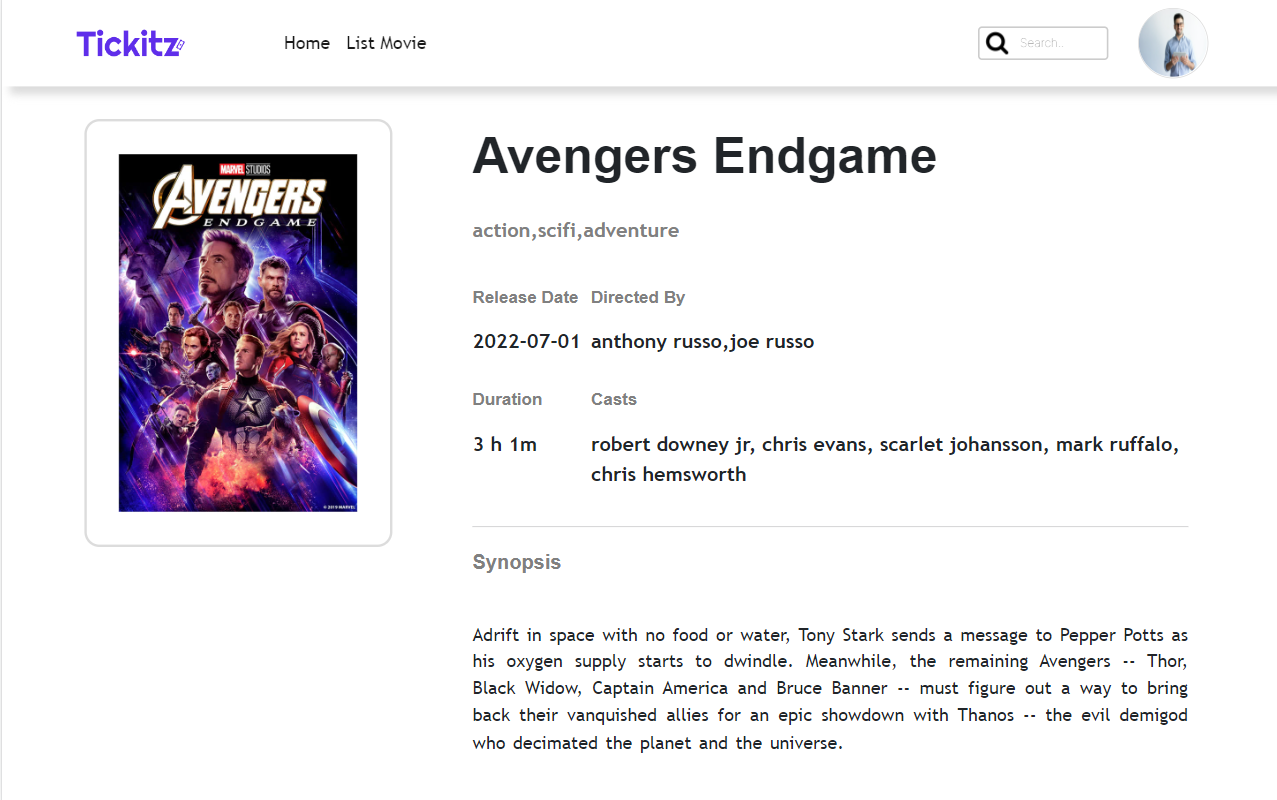 Tickitz
Home List Movie
Search..
MARVEL STUDIOS
AVENGERS
ENDGAME
© 2019 MARVEL
Avengers Endgame
action,scifi,adventure
Release Date Directed By
2022-07-01 anthony russo,joe russo
Duration Casts
3 h 1m robert downey jr, chris evans, scarlet johansson, mark ruffalo,
chris hemsworth
Synopsis
Adrift in space with no food or water, Tony Stark sends a message to Pepper Potts as
his oxygen supply starts to dwindle. Meanwhile, the remaining Avengers -- Thor,
Black Widow, Captain America and Bruce Banner -- must figure out a way to bring
back their vanquished allies for an epic showdown with Thanos -- the evil demigod
who decimated the planet and the universe.